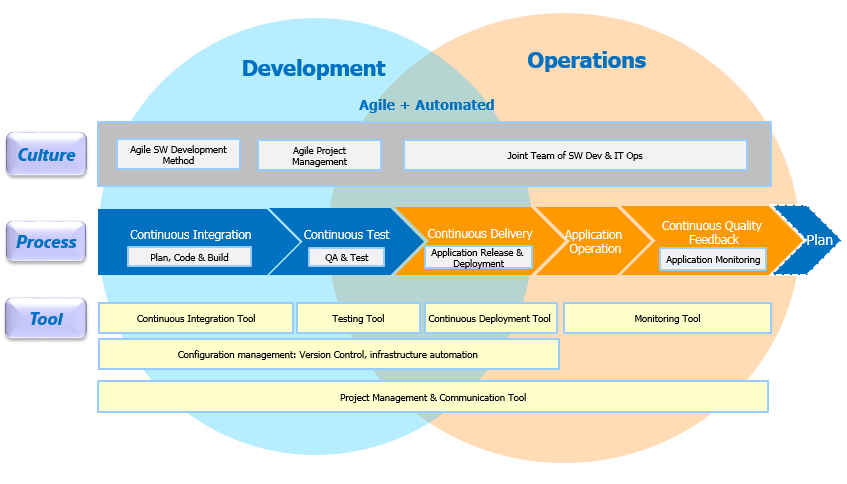 Development
Operations
Agile + Automated
Culture
Agile SW Development
Method
Agile Project
Management
Joint Team of SW Dev & IT Ops
Process
Continuous Integration
Plan, Code & Build
Continuous Test
QA & Test
Continuous Delivery
Application Release &
Deployment
Application
Operation
Continuous Quality
Feedback
Application Monitoring
Plan
Tool
Continuous Integration Tool
Testing Tool
Continuous Deployment Tool
Monitoring Tool
Configuration management: Version Control, infrastructure automation
Project Management & Communication Tool